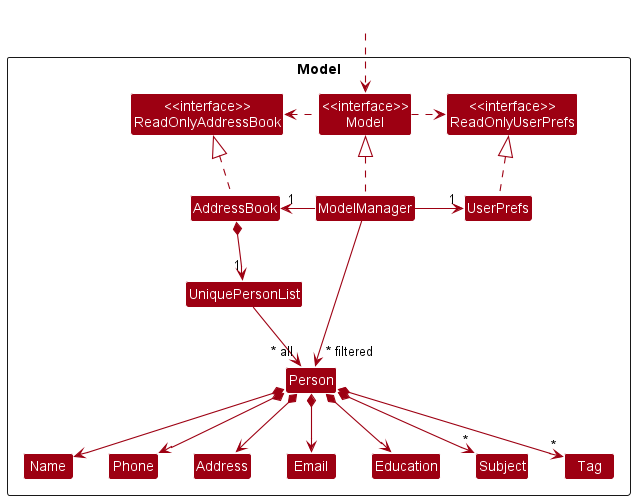 Model
<<interface>>
ReadOnlyAddressBook
<<interface>>
Model
<<interface>>
ReadOnlyUserPrefs
AddressBook
1
ModelManager
1
UserPrefs
1
UniquePersonList
* all
* filtered
Person
*
*
Name
Phone
Address
Email
Education
Subject
Tag